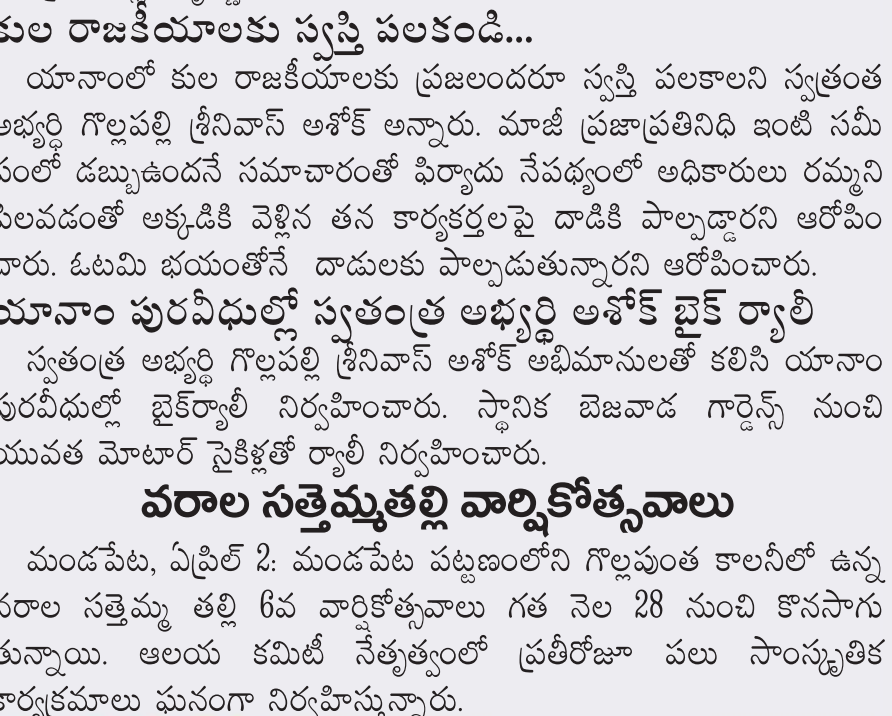 కుల రాజకీయాలకు స్వస్తి పలకండి...
యానాంలో కుల రాజకీయాలకు ప్రజలందరూ స్వస్తి పలకాలని స్వత్రంత
అభ్యర్ధి గొల్లపల్లి శ్రీనివాస్ అశోక్ అన్నారు. మాజీ ప్రజాప్రతినిధి ఇంటి సమీ
పంలో డబ్బుఉందనే సమాచారంతో ఫిర్యాదు నేపథ్యంలో అధికారులు రమ్మని
పిలవడంతో అక్కడికి వెళ్లిన తన కార్యకర్తలపై దాడికి పాల్పడ్డారని ఆరోపిం
చారు. ఓటమి భయంతోనే దాడులకు పాల్పడుతున్నారని ఆరోపించారు.
యానాం పురవీధుల్లో స్వతంత్ర అభ్యర్థి అశోక్ బైక్ ర్యాలీ
స్వతంత్ర అభ్యర్థి గొల్లపల్లి శ్రీనివాస్ అశోక్ అభిమానులతో కలిసి యానాం
పురవీధుల్లో బైక్‌ర్యాలీ నిర్వహించారు. స్థానిక బెజవాడ గార్డెన్స్ నుంచి
యువత మోటార్ సైకిళ్లతో ర్యాలీ నిర్వహించారు.
వరాల సత్తెమ్మతల్లి వార్షికోత్సవాలు
మండపేట, ఏప్రిల్ 2: మండపేట పట్టణంలోని గొల్లపుంత కాలనీలో ఉన్న
వరాల సత్తెమ్మ తల్లి 6వ వార్షికోత్సవాలు గత నెల 28 నుంచి కొనసాగు
తున్నాయి. ఆలయ కమిటీ నేతృత్వంలో ప్రతీరోజూ పలు సాంస్కృతిక
కార్యక్రమాలు ఘనంగా నిర్వహిస్తున్నారు.